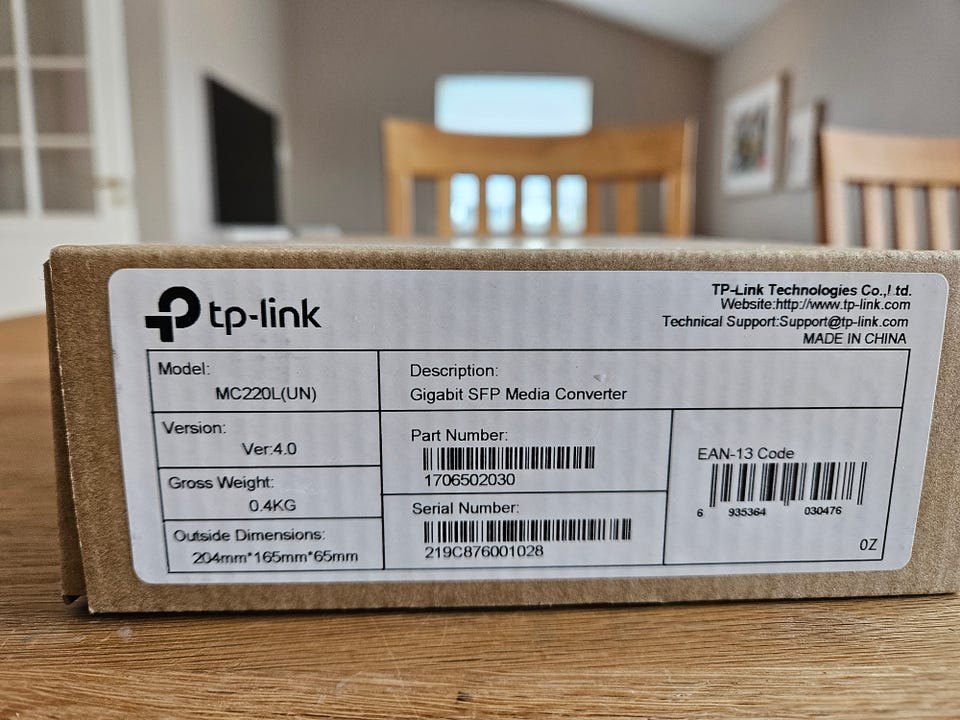 tp-link
TP-Link Technologies Co.,Ltd.
Website:http://www.tp-link.com
Technical Support:Support@tp-link.com
MADE IN CHINA
Model:
MC220L(UN)
Description:
Gigabit SFP Media Converter
Version:
Ver:4.0
Part Number:
1706502030
EAN-13 Code
6 935364 030476
Gross Weight:
0.4KG
Serial Number:
219C876001028
Outside Dimensions:
204mm*165mm*65mm
OZ